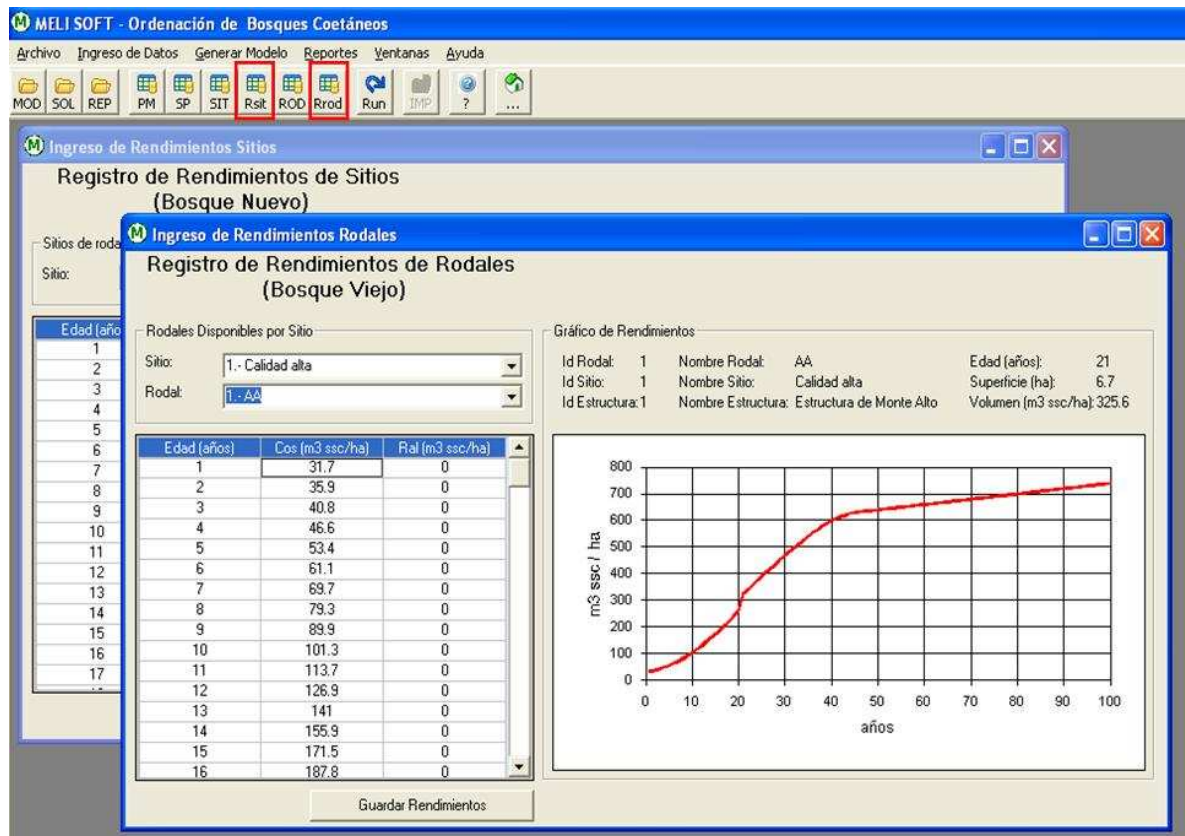 MELI SOFT - Ordenación de Bosques Coetáneos
Archivo Ingreso de Datos Generar Modelo Reportes Ventanas Ayuda
MOD SOL REP PM SP SIT Rsit ROD Rrod Run IMP ? ...
Ingreso de Rendimientos Sitios
Registro de Rendimientos de Sitios
(Bosque Nuevo)
Sitios de roda
Sitio:
Edad (año
1
2
3
4
5
6
7
8
9
10
11
12
13
14
15
16
17
Ingreso de Rendimientos Rodales
Registro de Rendimientos de Rodales
(Bosque Viejo)
Rodales Disponibles por Sitio
Sitio: 1.- Calidad alta
Rodal: 1.- AA
Edad (años) Cos (m3 ssc/ha) Ral (m3 ssc/ha)
1 31.7 0
2 35.9 0
3 40.8 0
4 46.6 0
5 53.4 0
6 61.1 0
7 69.7 0
8 79.3 0
9 89.9 0
10 101.3 0
11 113.7 0
12 126.9 0
13 141 0
14 155.9 0
15 171.5 0
16 187.8 0
Guardar Rendimientos
Gráfico de Rendimientos
Id Rodal: 1 Nombre Rodal: AA Edad (años): 21
Id Sitio: 1 Nombre Sitio: Calidad alta Superficie (ha): 6.7
Id Estructura: 1 Nombre Estructura: Estructura de Monte Alto Volumen (m3 ssc/ha): 325.6
800
700
600
500
400
300
200
100
0
m3 ssc / ha
0 10 20 30 40 50 60 70 80 90 100
años